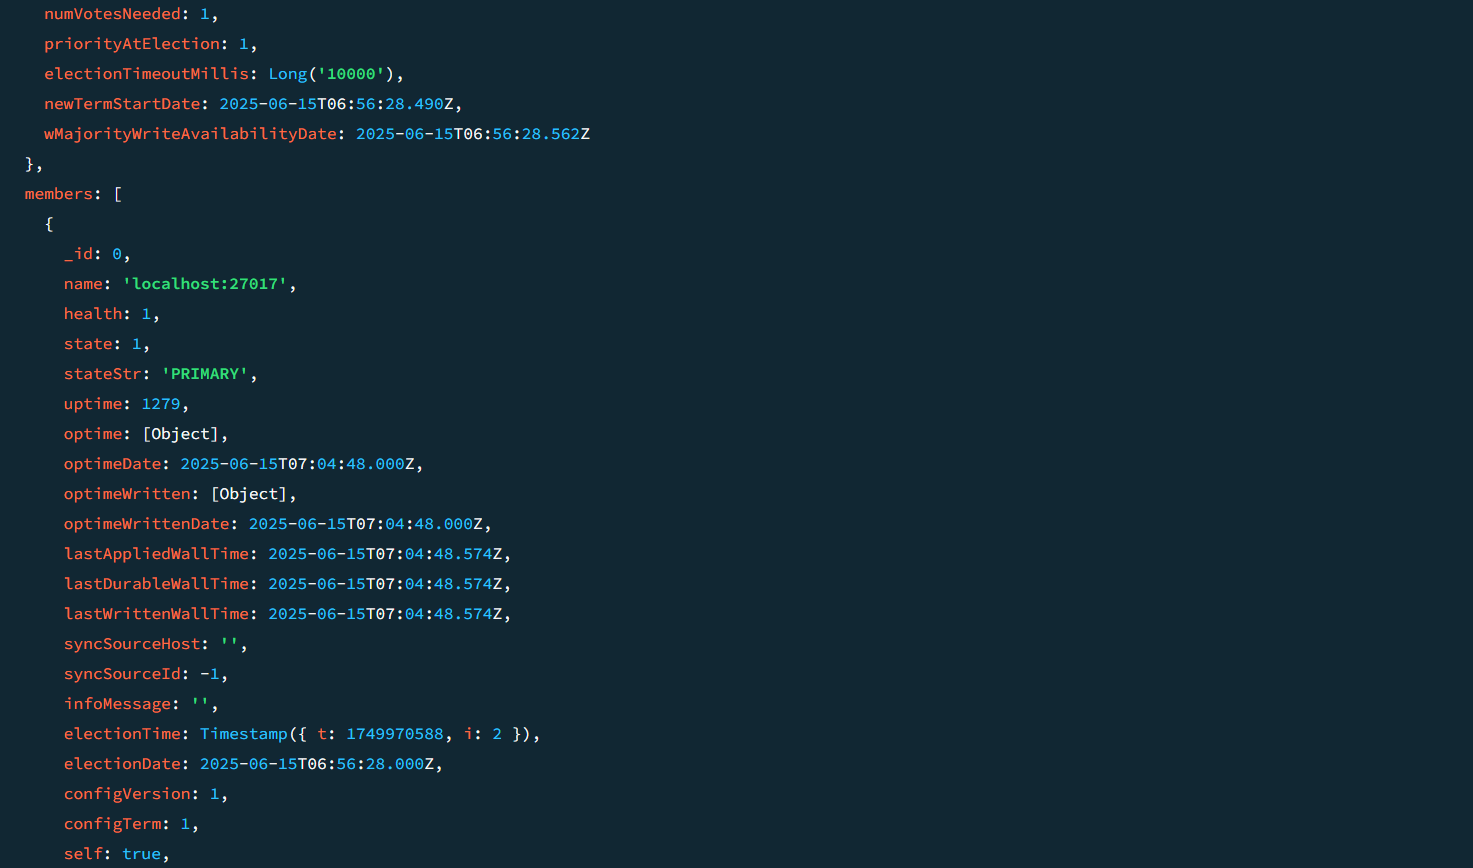 numVotesNeeded: 1,
priorityAtElection: 1,
electionTimeoutMillis: Long('10000'),
newTermStartDate: 2025-06-15T06:56:28.490Z,
wMajorityWriteAvailabilityDate: 2025-06-15T06:56:28.562Z
},
members: [
{
_id: 0,
name: 'localhost:27017',
health: 1,
state: 1,
stateStr: 'PRIMARY',
uptime: 1279,
optime: [Object],
optimeDate: 2025-06-15T07:04:48.000Z,
optimeWritten: [Object],
optimeWrittenDate: 2025-06-15T07:04:48.000Z,
lastAppliedWallTime: 2025-06-15T07:04:48.574Z,
lastDurableWallTime: 2025-06-15T07:04:48.574Z,
lastWrittenWallTime: 2025-06-15T07:04:48.574Z,
syncSourceHost: '',
syncSourceId: -1,
infoMessage: '',
electionTime: Timestamp({ t: 1749970588, i: 2 }),
electionDate: 2025-06-15T06:56:28.000Z,
configVersion: 1,
configTerm: 1,
self: true,